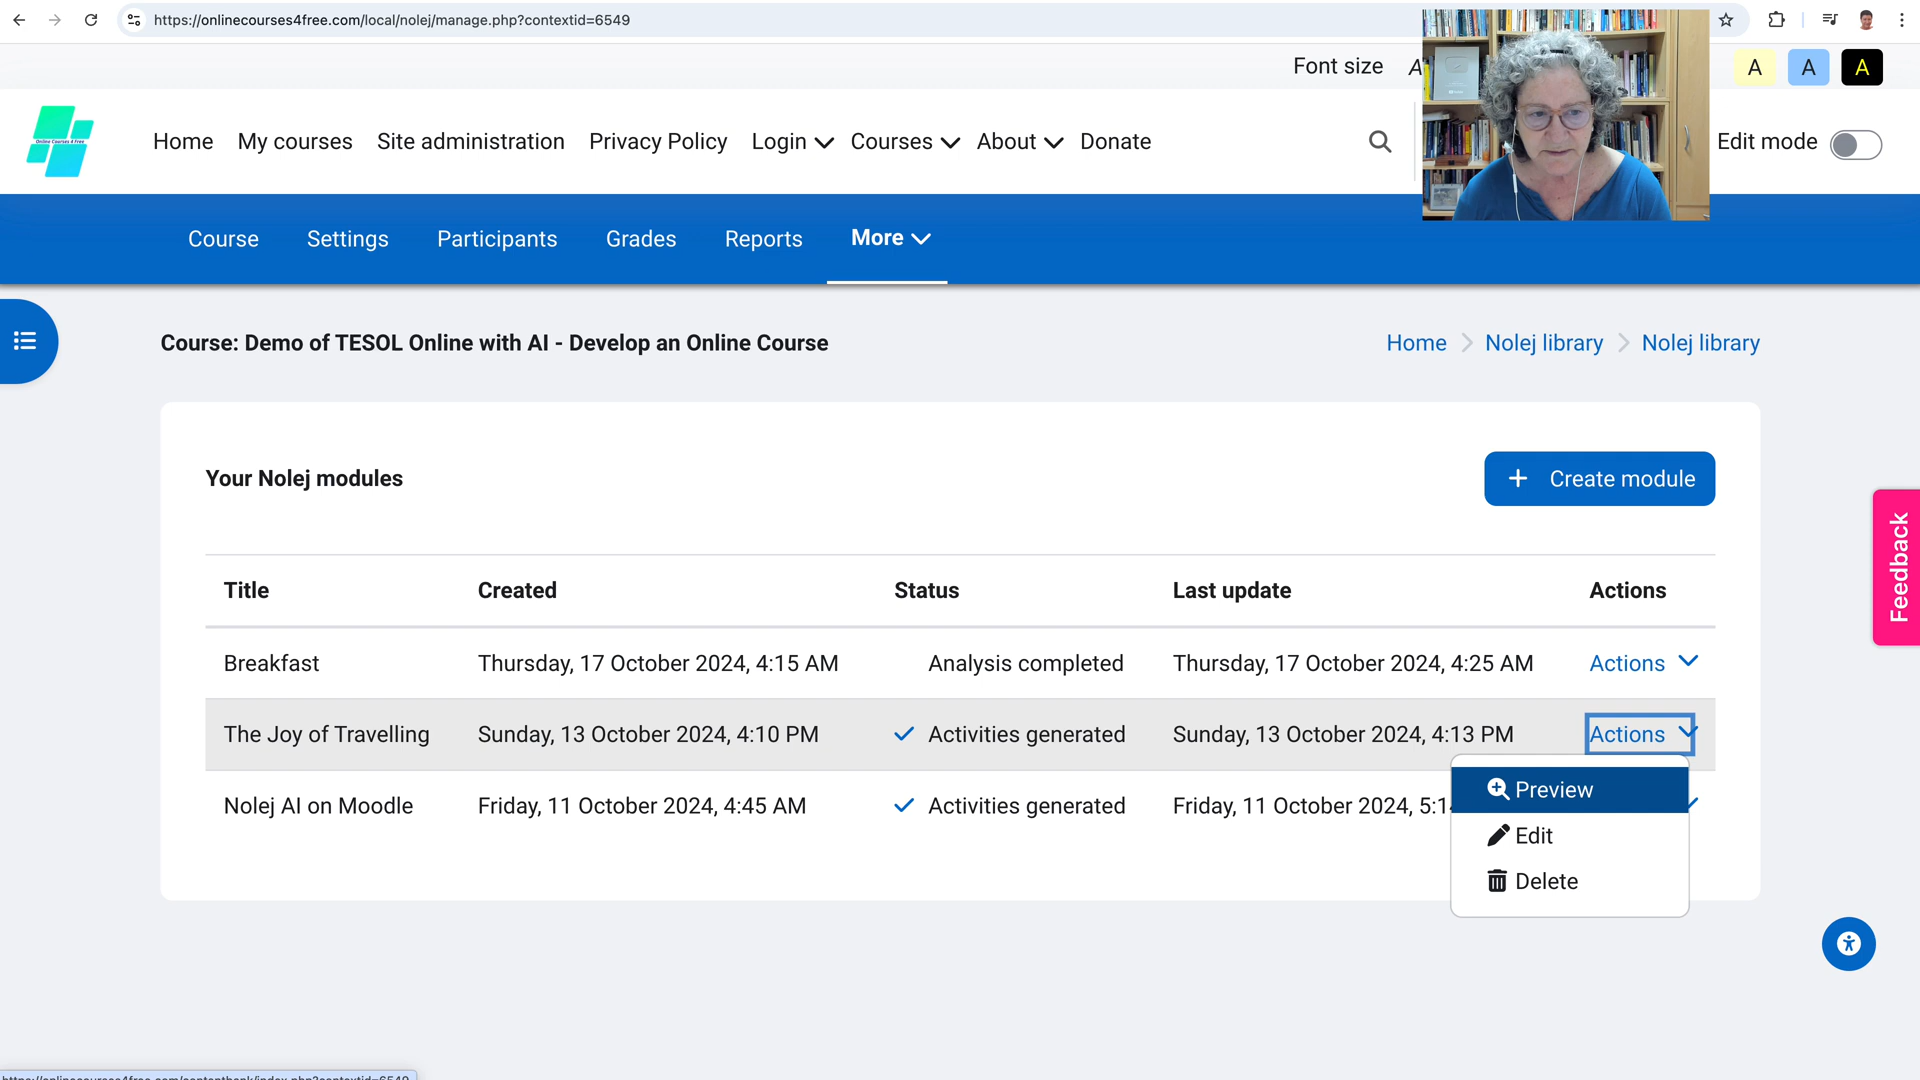 https://onlinecourses4free.com/local/nolej/manage.php?contextid=6549
Font size A A A A
Online Courses 4 Free
Home My courses Site administration Privacy Policy Login Courses About Donate Edit mode
Course Settings Participants Grades Reports More
Course: Demo of TESOL Online with AI - Develop an Online Course
Home Nolej library Nolej library
Your Nolej modules
+ Create module
Title Created Status Last update Actions
Breakfast Thursday, 17 October 2024, 4:15 AM Analysis completed Thursday, 17 October 2024, 4:25 AM Actions
The Joy of Travelling Sunday, 13 October 2024, 4:10 PM Activities generated Sunday, 13 October 2024, 4:13 PM Actions
Nolej AI on Moodle Friday, 11 October 2024, 4:45 AM Activities generated Friday, 11 October 2024, 5:1
Preview
Edit
Delete
Feedback